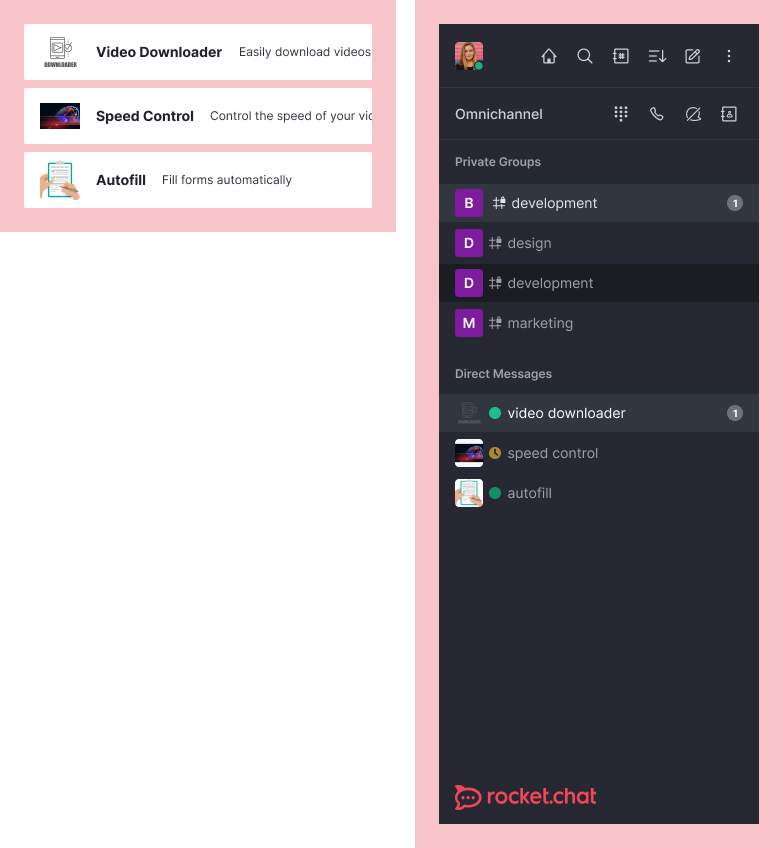 DOWNLOADER
Video Downloader Easily download videos
Speed Control Control the speed of your vid
Autofill Fill forms automatically
Omnichannel
Private Groups
B development 1
D design
D development
M marketing
Direct Messages
DOWNLOADER
video downloader 1
speed control
autofill
rocket.chat